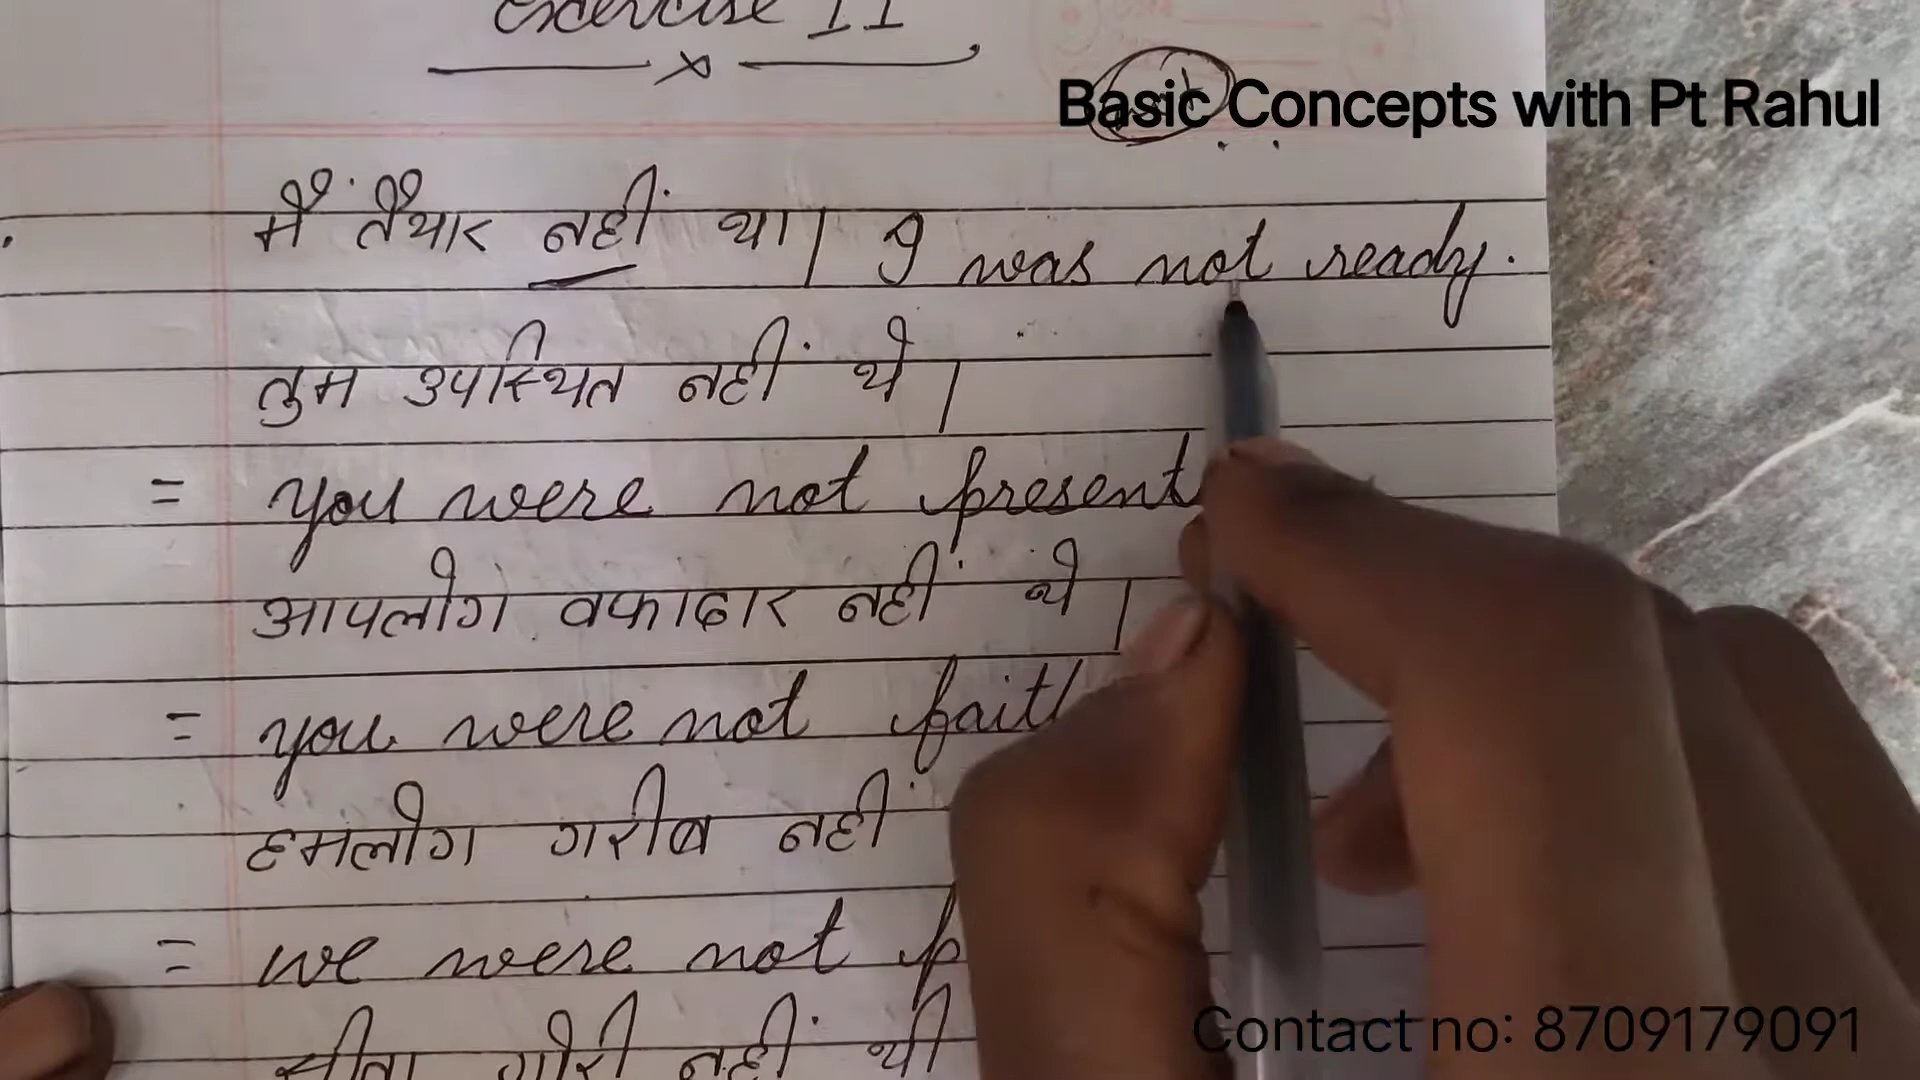 Exercise II
Basic Concepts with Pt Rahul
मैं तैयार नहीं था। I was not ready.
तुम उपस्थित नहीं थे।
= you were not present
आपलोग वफादार नहीं थे।
= you were not
हमलोग गरीब नहीं
= we were not
सीता गोरी नहीं थी
Contact no: 8709179091